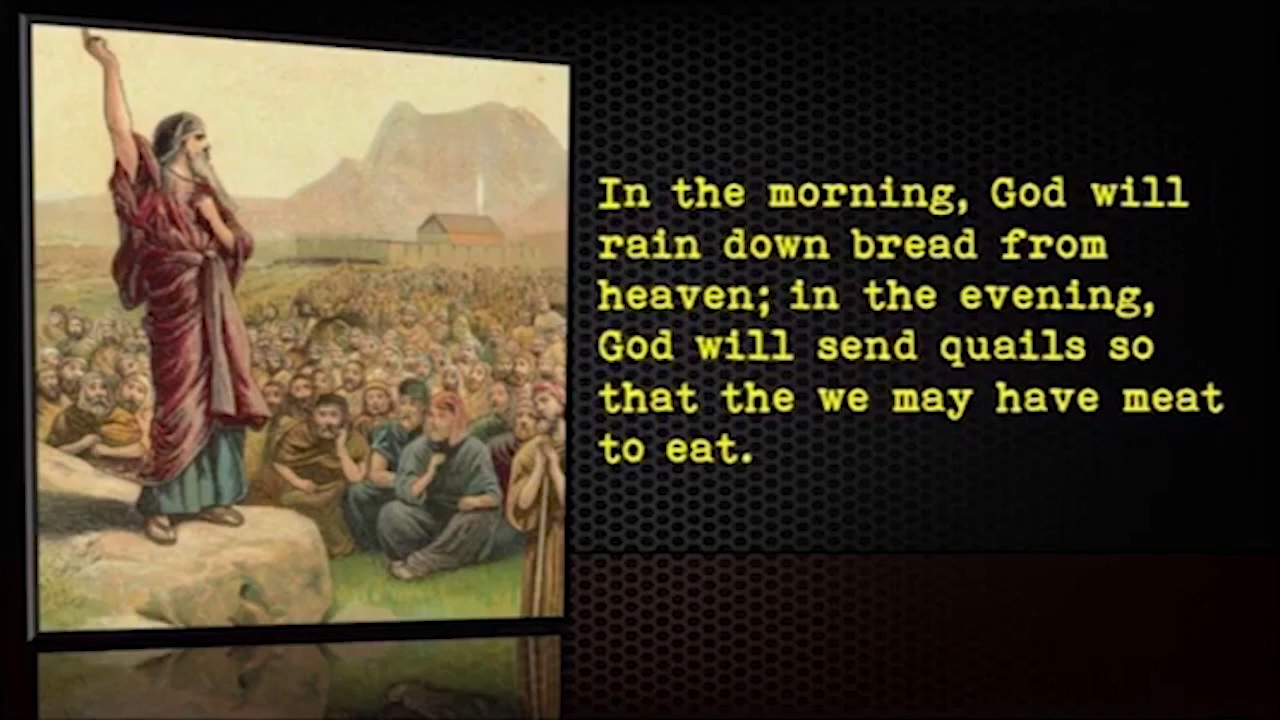 In the morning, God will
rain down bread from
heaven; in the evening,
God will send quails so
that the we may have meat
to eat.